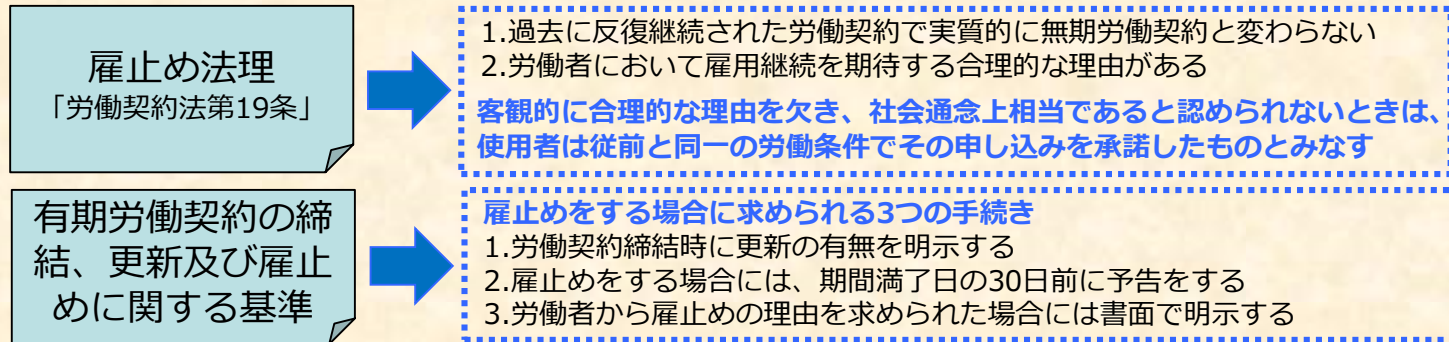 雇止め法理
「労働契約法第19条」
1.過去に反復継続された労働契約で実質的に無期労働契約と変わらない
2.労働者において雇用継続を期待する合理的な理由がある
客観的に合理的な理由を欠き、社会通念上相当であると認められないときは、
使用者は従前と同一の労働条件でその申し込みを承諾したものとみなす
有期労働契約の締
結、更新及び雇止
めに関する基準
雇止めをする場合に求められる3つの手続き
1.労働契約締結時に更新の有無を明示する
2.雇止めをする場合には、期間満了日の30日前に予告をする
3.労働者から雇止めの理由を求められた場合には書面で明示する